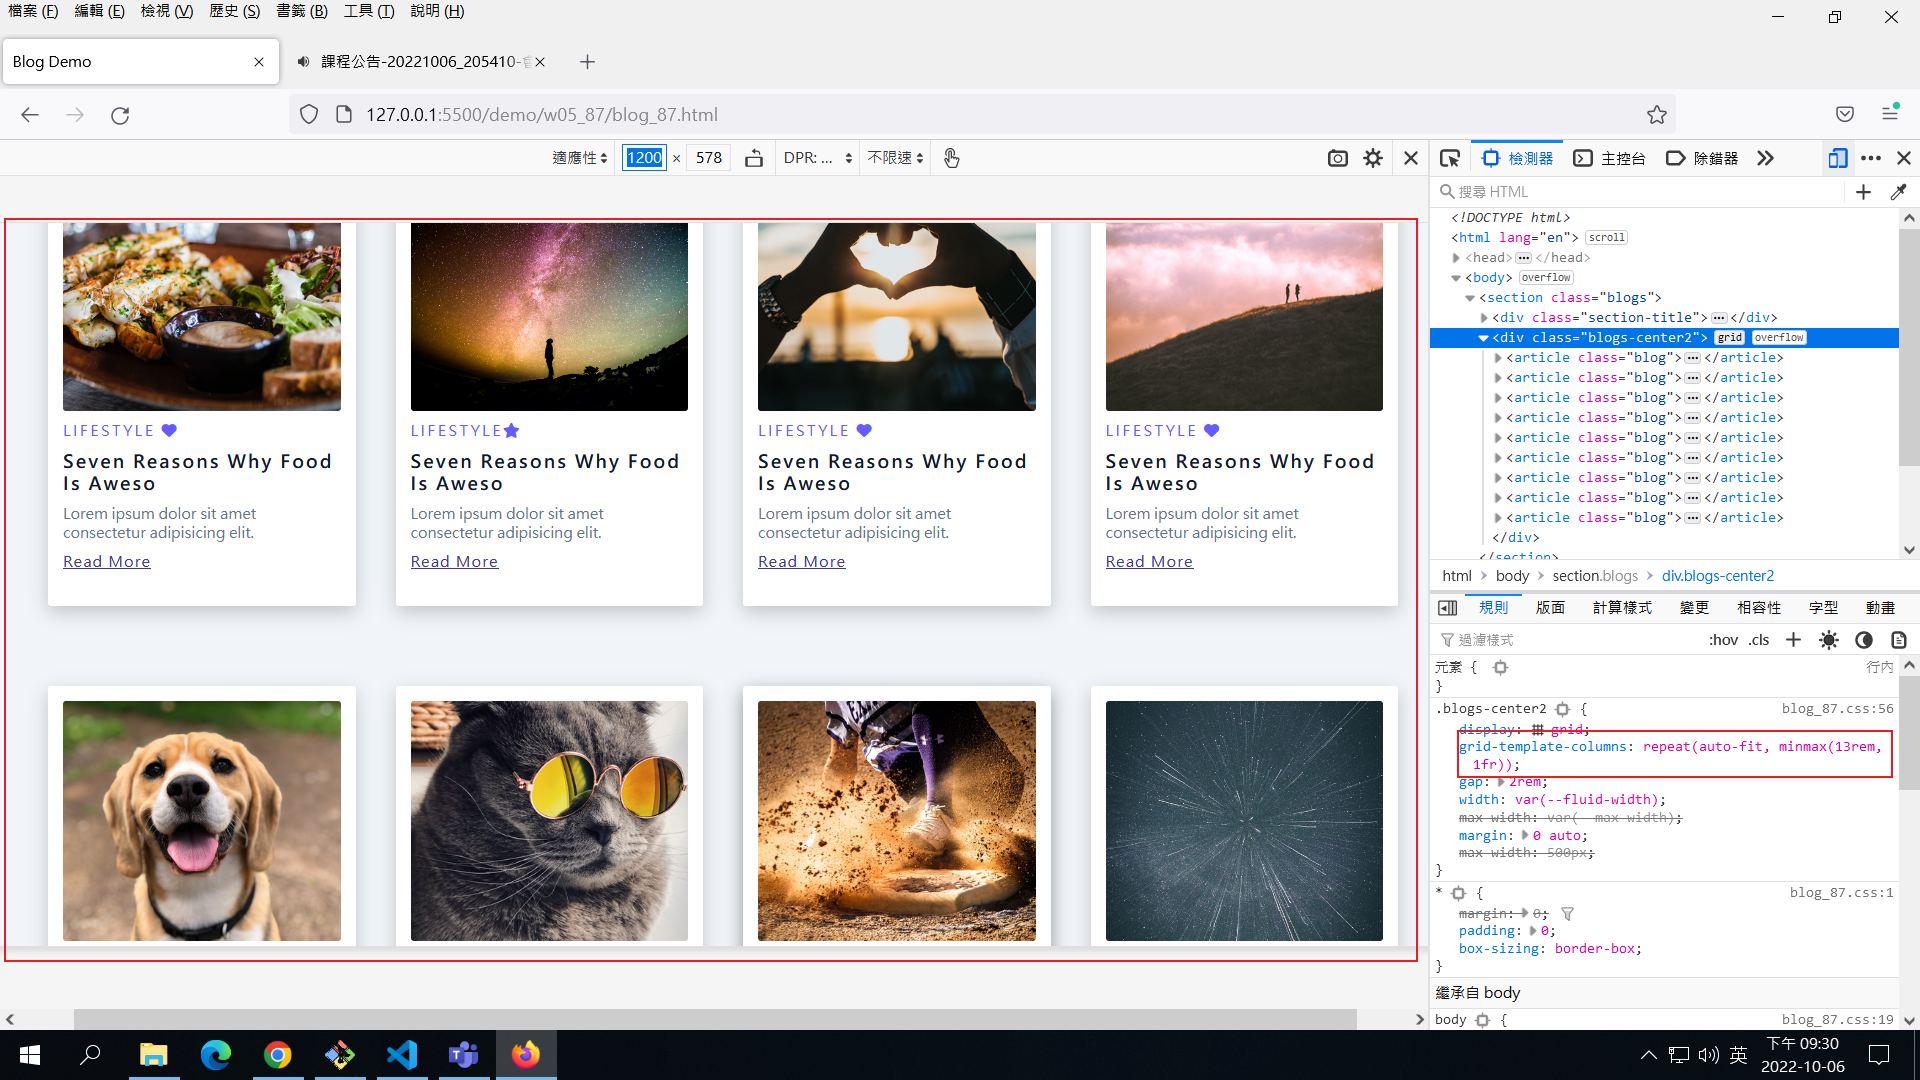 檔案 (F) 編輯 (E) 檢視 (V) 歷史 (S) 書籤 (B) 工具 (T) 說明 (H)
Blog Demo
課程公告-20221006_205410-
127.0.0.1:5500/demo/w05_87/blog_87.html
適應性 1200 × 578 DPR: ... 不限速
檢測器 主控台 除錯器
搜尋 HTML
<!DOCTYPE html>
<html lang="en"> scroll
<head> ••• </head>
<body> overflow
<section class="blogs">
<div class="section-title"> ••• </div>
<div class="blogs-center2"> grid overflow
<article class="blog"> ••• </article>
<article class="blog"> ••• </article>
<article class="blog"> ••• </article>
<article class="blog"> ••• </article>
<article class="blog"> ••• </article>
<article class="blog"> ••• </article>
<article class="blog"> ••• </article>
<article class="blog"> ••• </article>
<article class="blog"> ••• </article>
</div>
</section>
html > body > section.blogs > div.blogs-center2
規則 版面 計算樣式 變更 相容性 字型 動畫
過濾樣式 :hov .cls
元素 { 行內
}
.blogs-center2 { blog_87.css:56
display: grid;
grid-template-columns: repeat(auto-fit, minmax(13rem,
1fr));
gap: 2rem;
width: var(--fluid-width);
max-width: var(--max-width);
margin: 0 auto;
max-width: 500px;
}
* { blog_87.css:1
margin: 0;
padding: 0;
box-sizing: border-box;
}
繼承自 body
body { blog_87.css:19
LIFESTYLE LIFESTYLE LIFESTYLE LIFESTYLE
Seven Reasons Why Food Seven Reasons Why Food Seven Reasons Why Food Seven Reasons Why Food
Is Aweso Is Aweso Is Aweso Is Aweso
Lorem ipsum dolor sit amet Lorem ipsum dolor sit amet Lorem ipsum dolor sit amet Lorem ipsum dolor sit amet
consectetur adipisicing elit. consectetur adipisicing elit. consectetur adipisicing elit. consectetur adipisicing elit.
Read More Read More Read More Read More
英
下午 09:30
2022-10-06